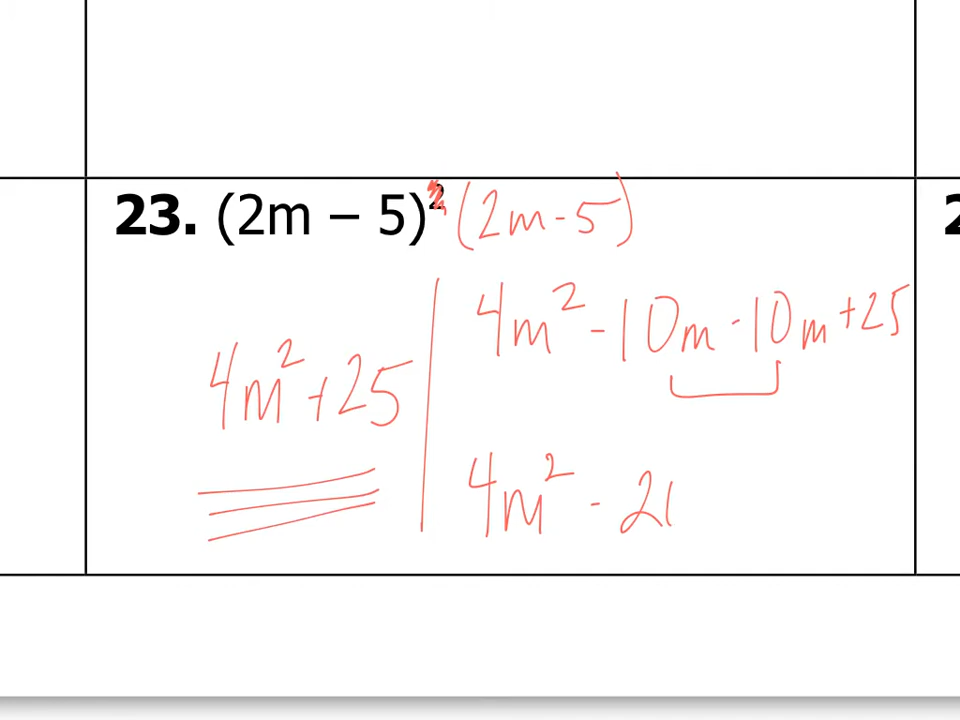 23. (2m – 5)² (2m - 5)
4m² + 25
4m² - 10m - 10m + 25
4m² - 2